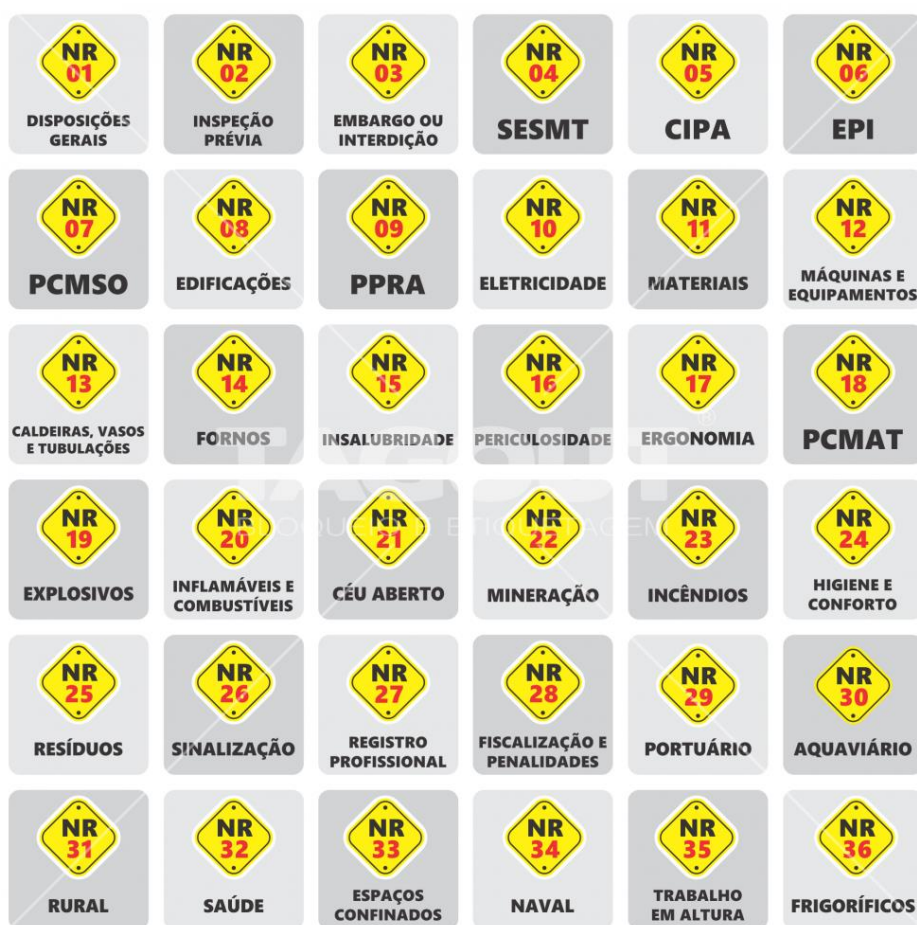 NR
01
DISPOSIÇÕES
GERAIS
NR
02
INSPEÇÃO
PRÉVIA
NR
03
EMBARGO OU
INTERDIÇÃO
NR
04
SESMT
NR
05
CIPA
NR
06
EPI
NR
07
PCMSO
NR
08
EDIFICAÇÕES
NR
09
PPRA
NR
10
ELETRICIDADE
NR
11
MATERIAIS
NR
12
MÁQUINAS E
EQUIPAMENTOS
NR
13
CALDEIRAS, VASOS
E TUBULAÇÕES
NR
14
FORNOS
NR
15
INSALUBRIDADE
NR
16
PERICULOSIDADE
NR
17
ERGONOMIA
NR
18
PCMAT
TAGOUT®
BLOQUEIO E ETIQUETAGEM
NR
19
EXPLOSIVOS
NR
20
INFLAMÁVEIS E
COMBUSTÍVEIS
NR
21
CÉU ABERTO
NR
22
MINERAÇÃO
NR
23
INCÊNDIOS
NR
24
HIGIENE E
CONFORTO
NR
25
RESÍDUOS
NR
26
SINALIZAÇÃO
NR
27
REGISTRO
PROFISSIONAL
NR
28
FISCALIZAÇÃO E
PENALIDADES
NR
29
PORTUÁRIO
NR
30
AQUAVIÁRIO
NR
31
RURAL
NR
32
SAÚDE
NR
33
ESPAÇOS
CONFINADOS
NR
34
NAVAL
NR
35
TRABALHO
EM ALTURA
NR
36
FRIGORÍFICOS